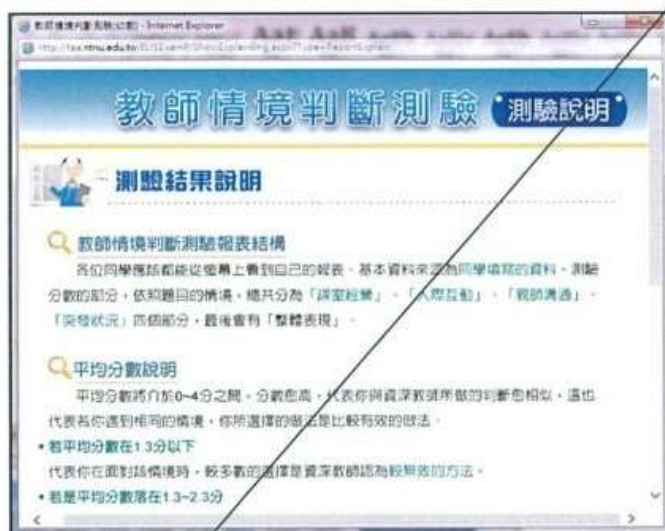 教師情境判斷測驗(幼教) - Internet Explorer
教師情境判斷測驗 測驗說明
測驗結果說明
教師情境判斷測驗報表結構
各位同學應該都能從螢幕上看到自己的報表。基本資料來源為同學填寫的資料。測驗
分數的部分，依照題目的情境，總共分為「課室經營」、「人際互動」、「親師溝通」、
「突發狀況」四個部分，最後會有「整體表現」。
平均分數說明
平均分數將介於0~4分之間，分數愈高，代表你與資深教師所做的判斷愈相似，這也
代表若你遇到相同的情境，你所選擇的做法是比較有效的做法。
• 若平均分數在1.3分以下
代表你在面對該情境時，較多數的選擇是資深教師認為較無效的方法。
• 若是平均分數落在1.3~2.3分